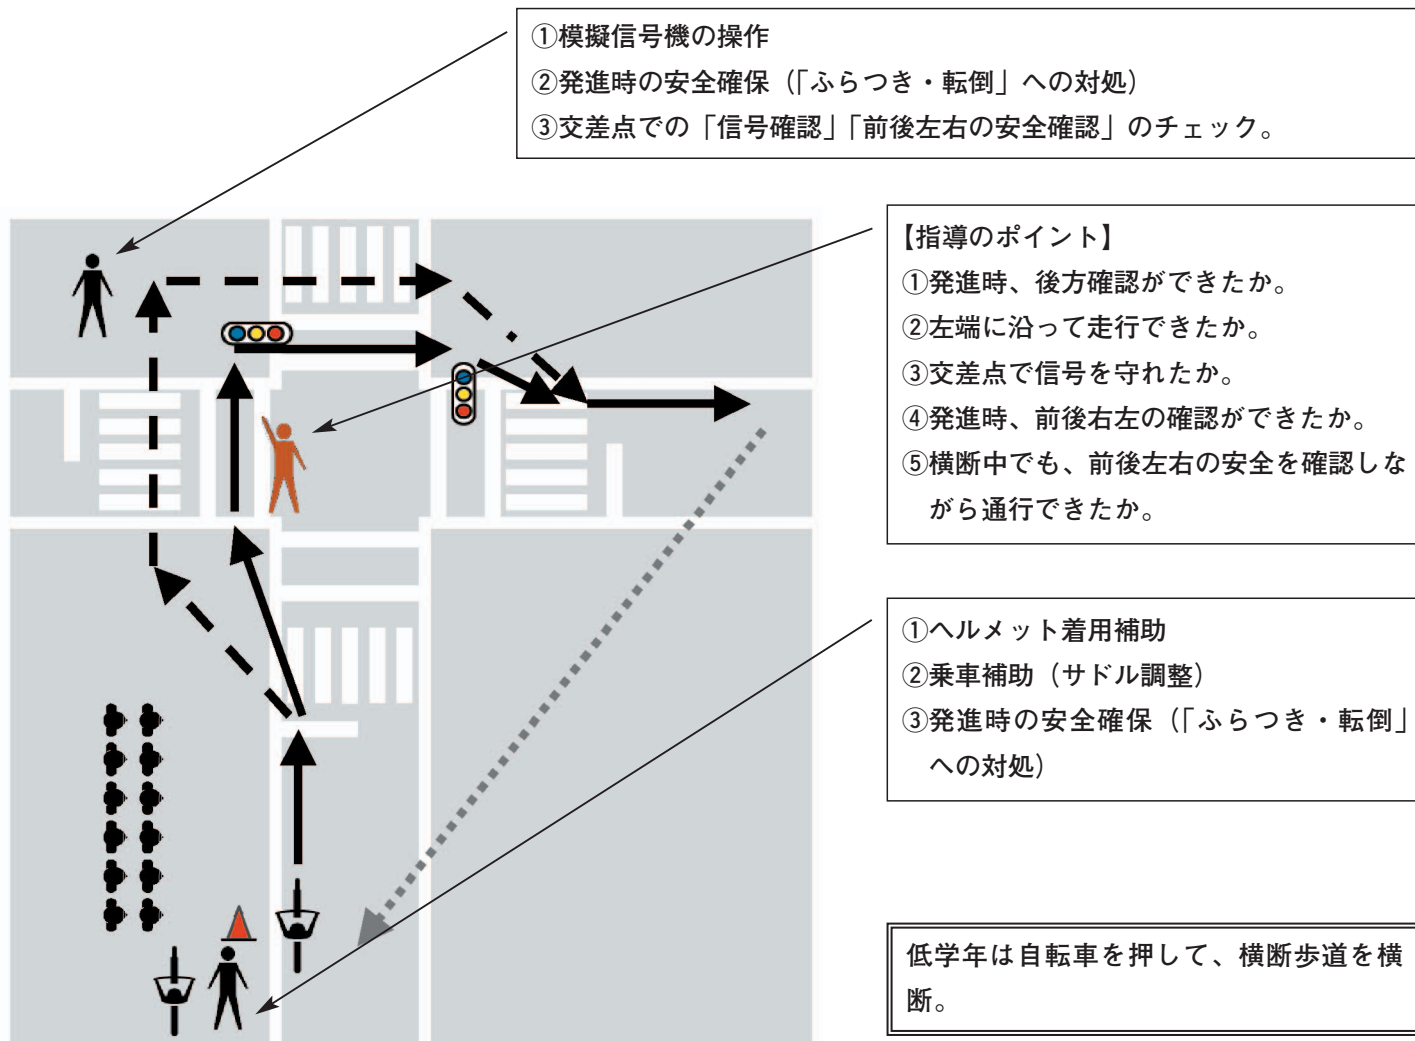 ①模擬信号機の操作
②発進時の安全確保（「ふらつき・転倒」への対処）
③交差点での「信号確認」「前後左右の安全確認」のチェック。
【指導のポイント】
①発進時、後方確認ができたか。
②左端に沿って走行できたか。
③交差点で信号を守れたか。
④発進時、前後右左の確認ができたか。
⑤横断中でも、前後左右の安全を確認しな
がら通行できたか。
①ヘルメット着用補助
②乗車補助（サドル調整）
③発進時の安全確保（「ふらつき・転倒」
への対処）
低学年は自転車を押して、横断歩道を横
断。